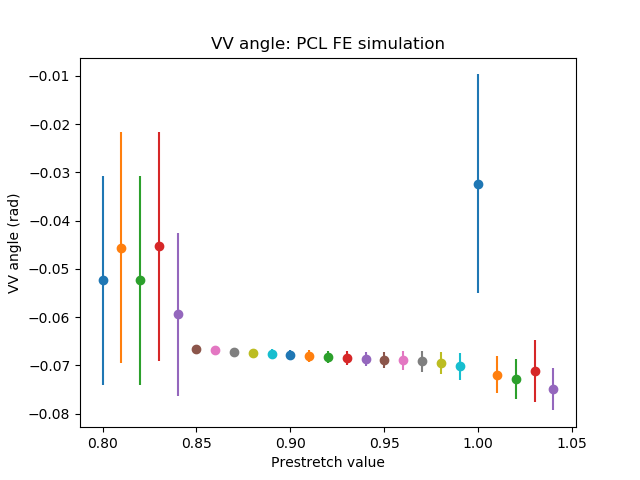 VV angle: PCL FE simulation
−0.01
−0.02
−0.03
−0.04
−0.05
−0.06
−0.07
−0.08
VV angle (rad)
0.80 0.85 0.90 0.95 1.00 1.05
Prestretch value